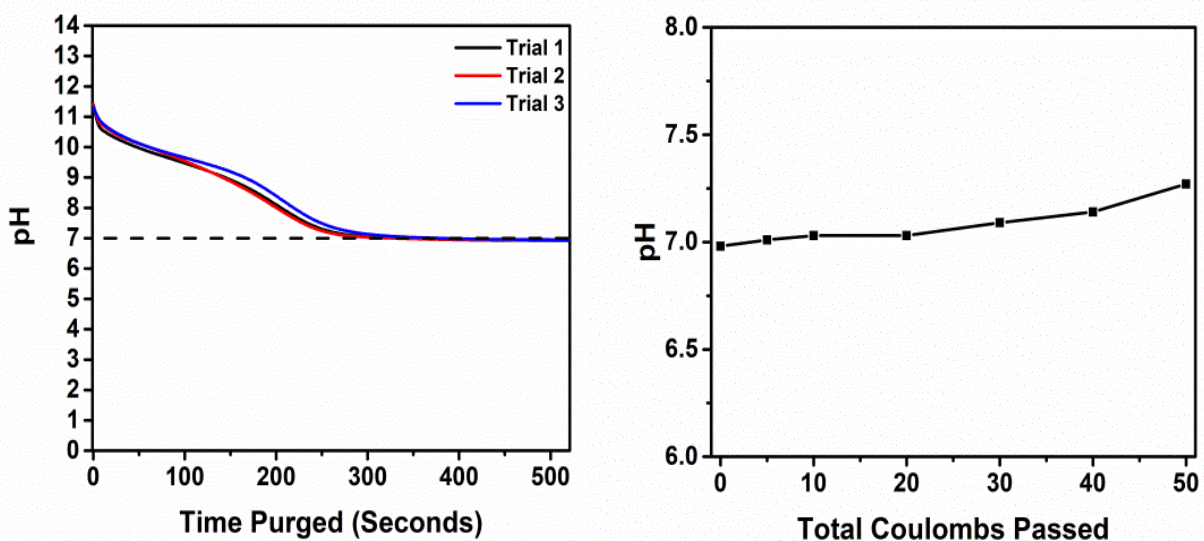 14
13
12
11
10
9
8
7
6
5
4
3
2
1
0
pH
Trial 1
Trial 2
Trial 3
0 100 200 300 400 500
Time Purged (Seconds)
8.0
7.5
7.0
6.5
6.0
pH
0 10 20 30 40 50
Total Coulombs Passed